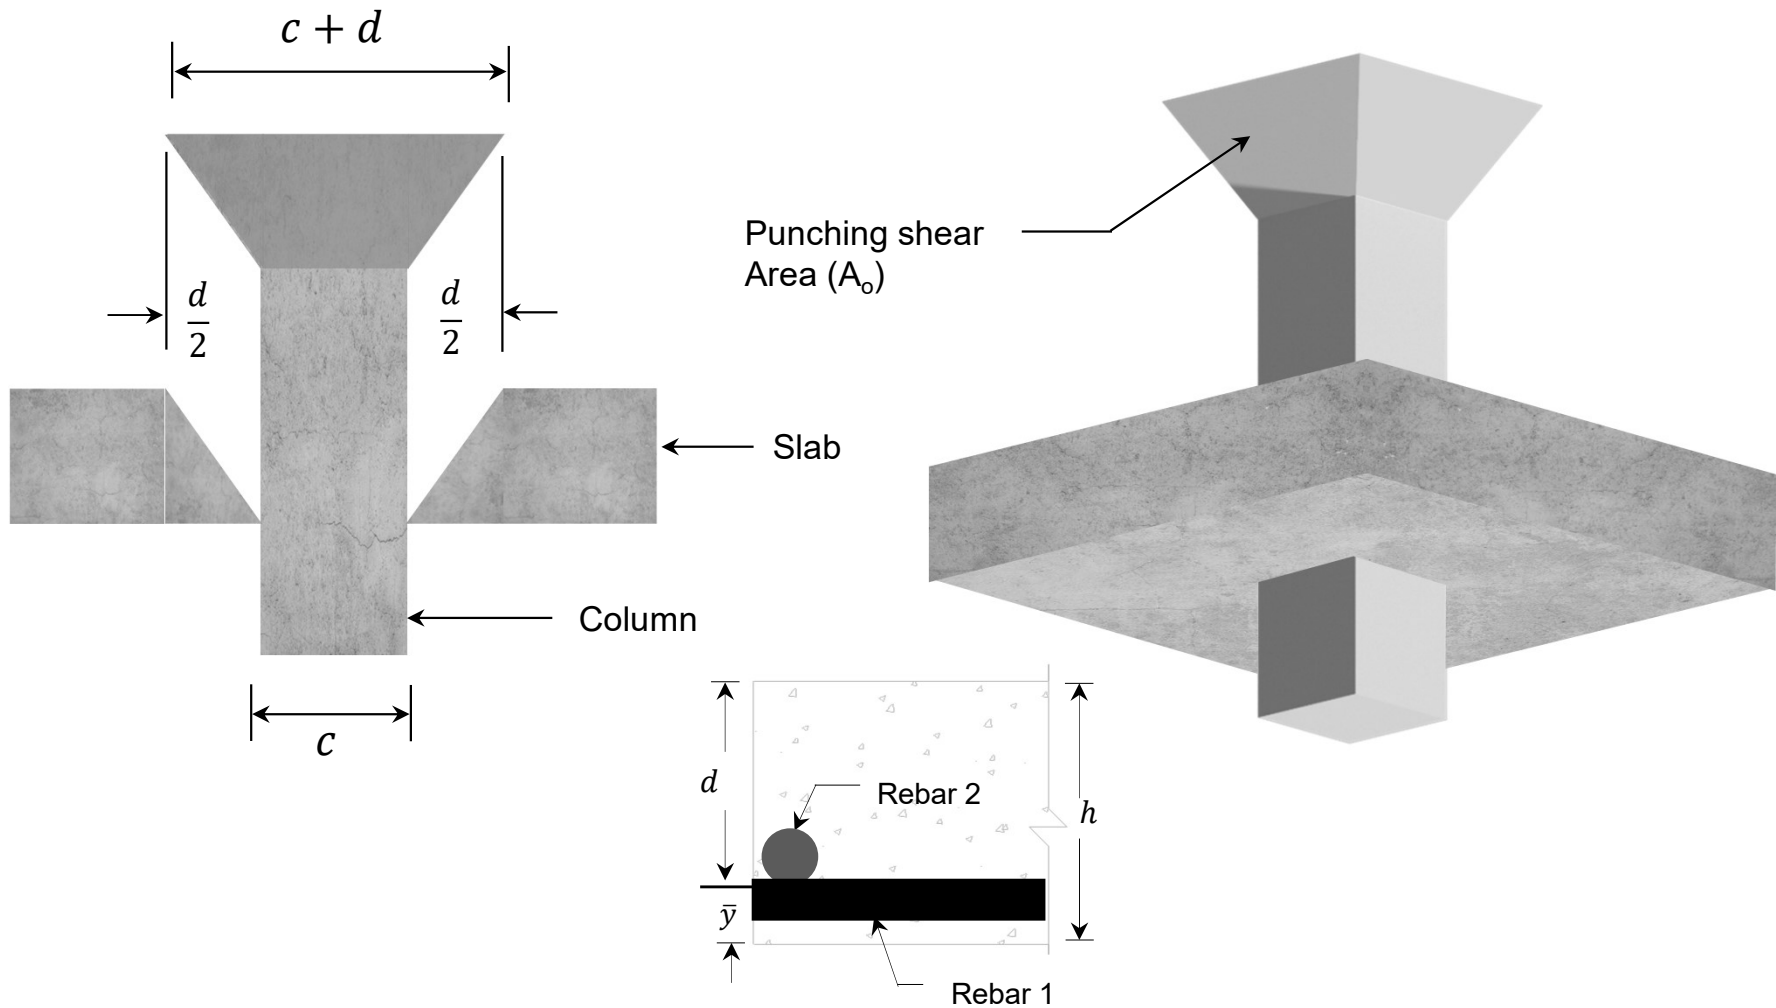 c + d
d
2
d
2
Punching shear
Area (Aₒ)
Slab
Column
c
d
Rebar 2
h
y̅
Rebar 1